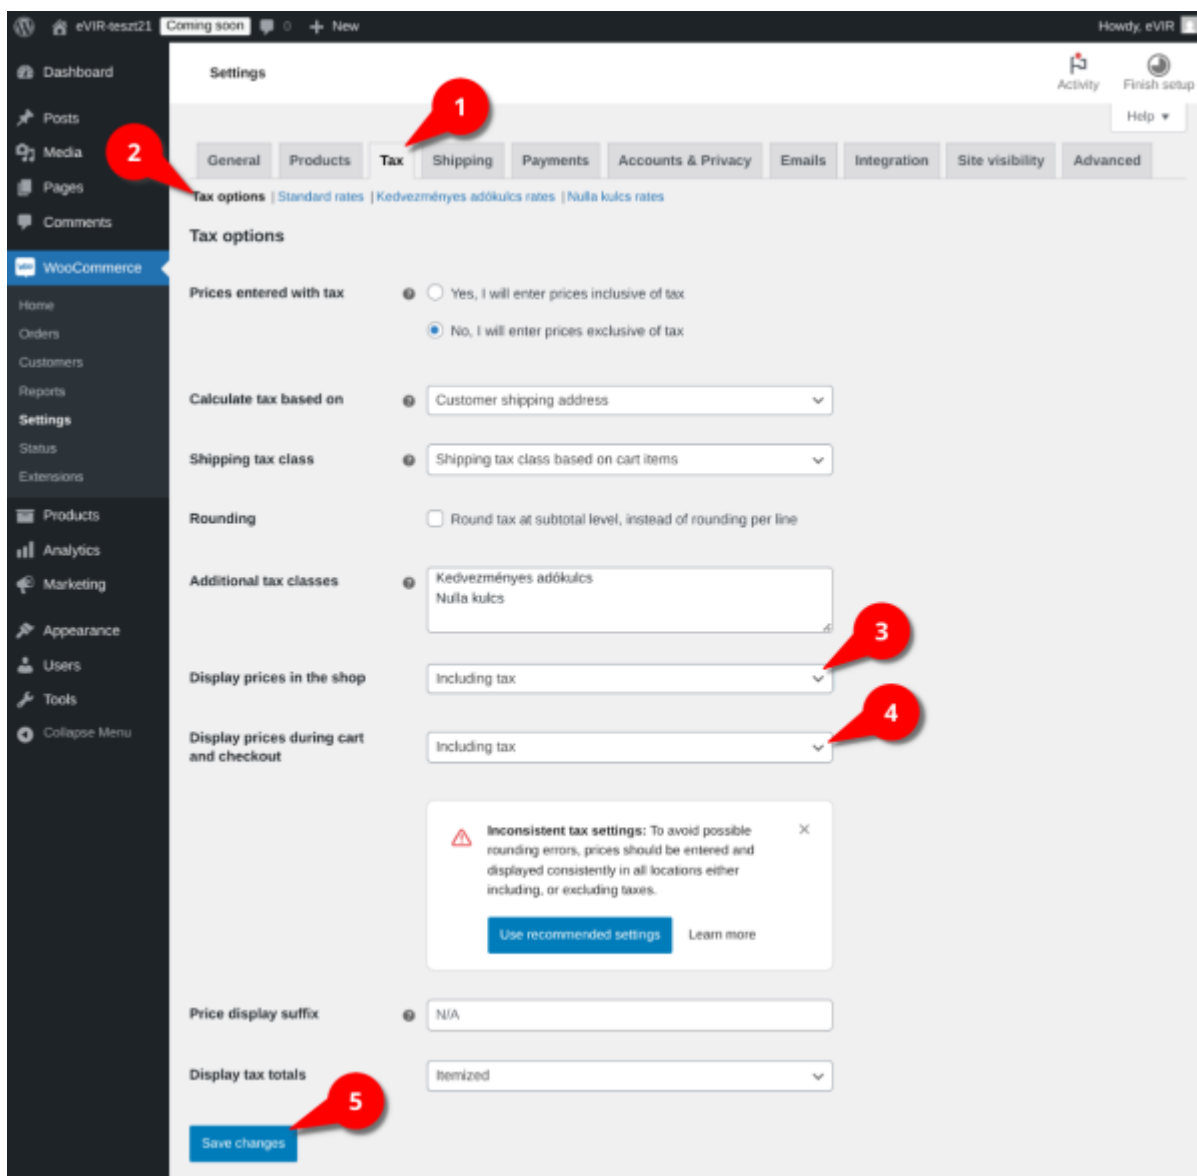 eVIR-teszt21 Coming soon 0 + New Howdy, eVIR
Dashboard
Posts
Media
Pages
Comments
WooCommerce
Home
Orders
Customers
Reports
Settings
Status
Extensions
Products
Analytics
Marketing
Appearance
Users
Tools
Collapse Menu
Settings
Activity
Finish setup
Help
1
2
General Products Tax Shipping Payments Accounts & Privacy Emails Integration Site visibility Advanced
Tax options | Standard rates | Kedvezményes adókulcs rates | Nulla kulcs rates
Tax options
Prices entered with tax
Yes, I will enter prices inclusive of tax
No, I will enter prices exclusive of tax
Calculate tax based on
Customer shipping address
Shipping tax class
Shipping tax class based on cart items
Rounding
Round tax at subtotal level, instead of rounding per line
Additional tax classes
Kedvezményes adókulcs
Nulla kulcs
3
Display prices in the shop
Including tax
4
Display prices during cart
and checkout
Including tax
Inconsistent tax settings: To avoid possible
rounding errors, prices should be entered and
displayed consistently in all locations either
including, or excluding taxes.
Use recommended settings
Learn more
Price display suffix
N/A
Display tax totals
Itemized
5
Save changes